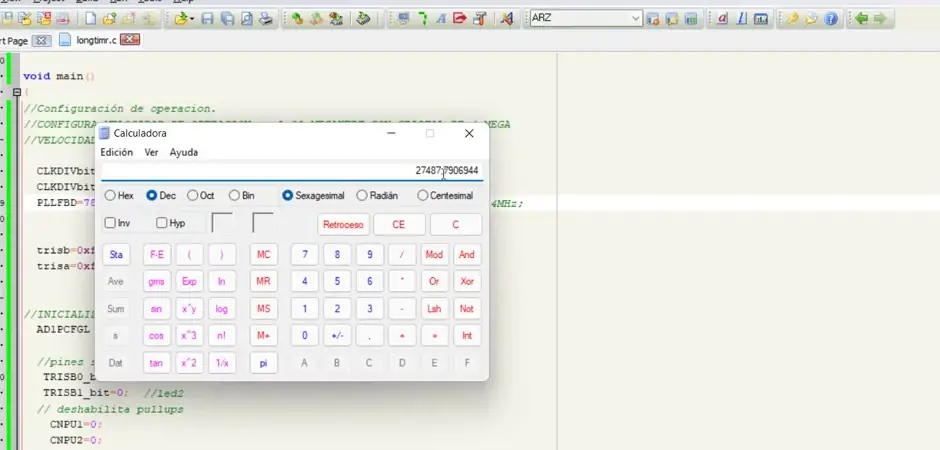 ARZ
rt Page
longtimr.c
void main()
{
//Configuración de operacion.
//VELOCIDAD
Calculadora
Edición Ver Ayuda
27487,7906944
Hex Dec Oct Bin Sexagesimal Radián Centesimal
Inv Hyp
Retroceso CE C
Sta F-E ( ) MC 7 8 9 / Mod And
Ave gms Exp ln MR 4 5 6 * Or Xor
Sum sin x^y log MS 1 2 3 - Lsh Not
s cos x^3 n! M+ 0 +/- . + = Int
Dat tan x^2 1/x pi A B C D E F
CLKDIVbit
CLKDIVbit
PLLFBD=78
4MHz;
trisb=0xf
trisa=0xf
//INICIALI
AD1PCFGL
//pines s
TRISB0_b
TRISB1_bit=0; //led2
// deshabilita pullups
CNPU1=0;
CNPU2=0;